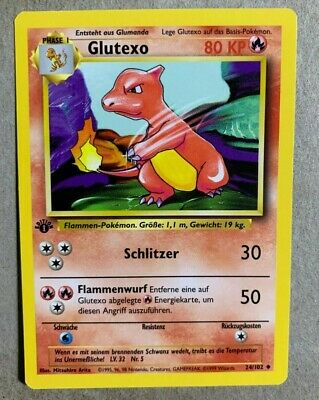 Entsteht aus Glumanda
Lege Glutexo auf das Basis-Pokémon.
PHASE 1
Glutexo 80 KP
EDITION
1
Flammen-Pokémon. Größe: 1,1 m, Gewicht: 19 kg.
Schlitzer 30
Flammenwurf Entferne eine auf
Glutexo abgelegte Energiekarte, um
diesen Angriff auszuführen.
50
Schwäche Resistenz Rückzugskosten
Wenn es mit seinem brennenden Schwanz wedelt, treibt es die Temperatur
ins Unermeßliche! LV. 32 Nr. 5
Illus. Mitsuhiro Arita ©1995, 96, 98 Nintendo, Creatures, GAMEFREAK. ©1999 Wizards. 24/102